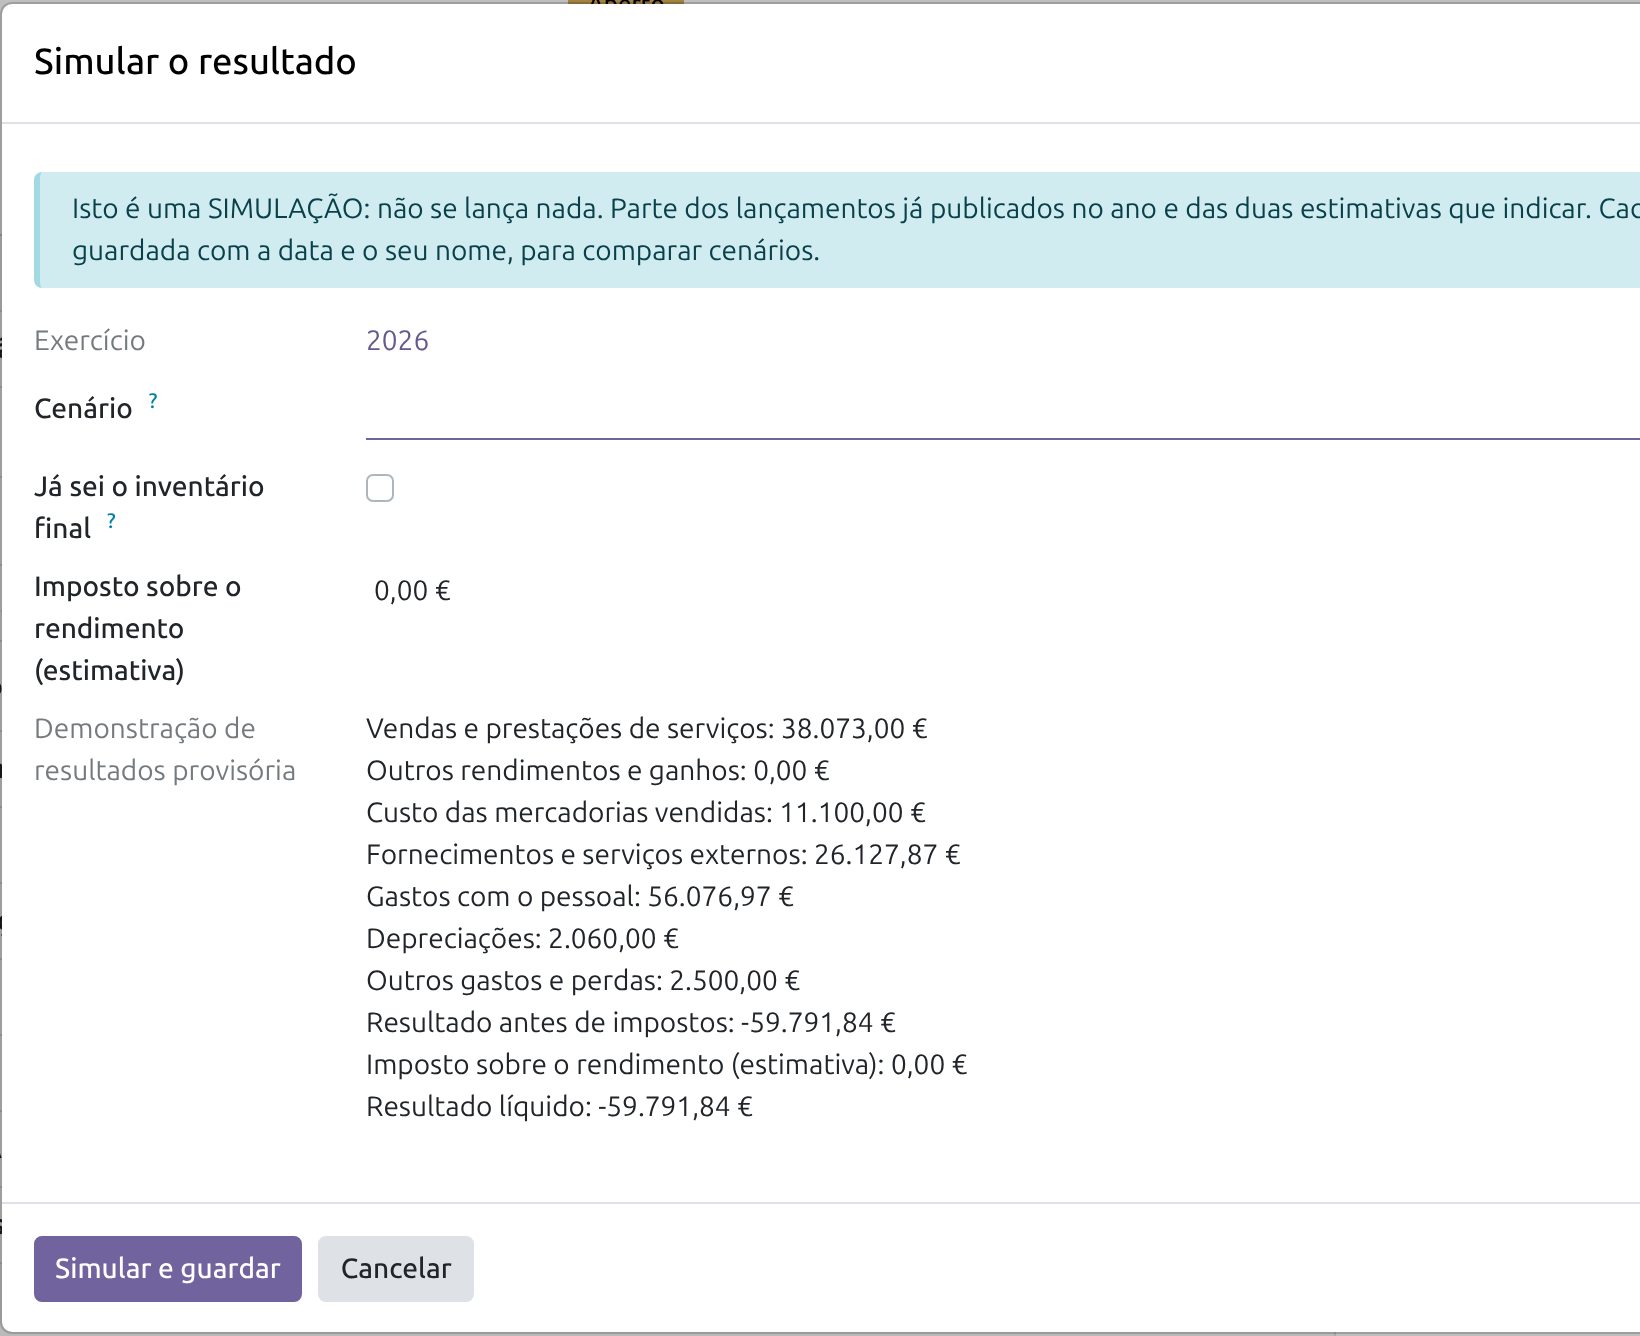 Simular o resultado
Isto é uma SIMULAÇÃO: não se lança nada. Parte dos lançamentos já publicados no ano e das duas estimativas que indicar.
guardada com a data e o seu nome, para comparar cenários.
Exercício 2026
Cenário ?
Já sei o inventário
final ?
Imposto sobre o 0,00 €
rendimento
(estimativa)
Demonstração de
resultados provisória
Vendas e prestações de serviços: 38.073,00 €
Outros rendimentos e ganhos: 0,00 €
Custo das mercadorias vendidas: 11.100,00 €
Fornecimentos e serviços externos: 26.127,87 €
Gastos com o pessoal: 56.076,97 €
Depreciações: 2.060,00 €
Outros gastos e perdas: 2.500,00 €
Resultado antes de impostos: -59.791,84 €
Imposto sobre o rendimento (estimativa): 0,00 €
Resultado líquido: -59.791,84 €
Simular e guardar
Cancelar